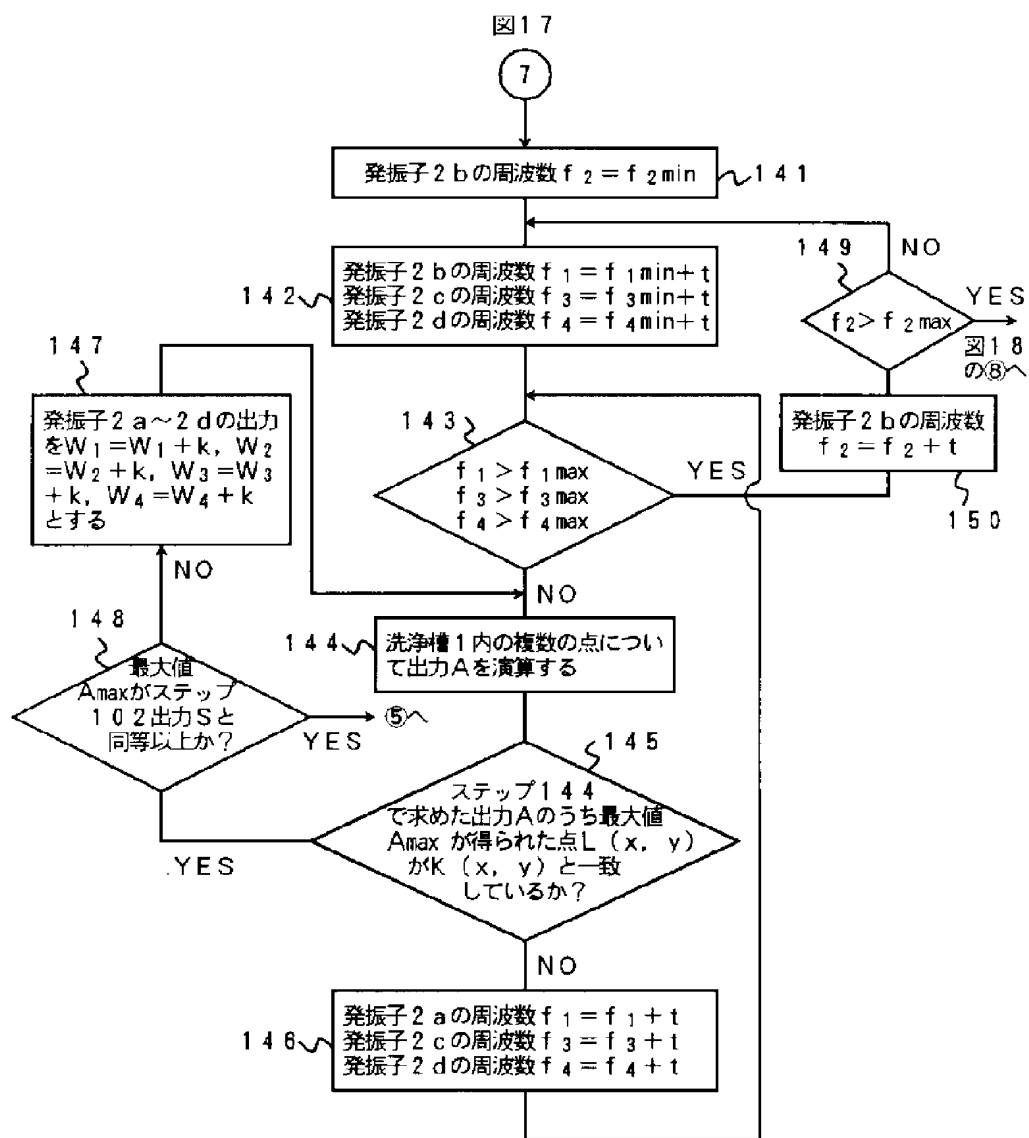 図17
7
発振子2bの周波数f2=f2min
141
発振子2bの周波数f1=f1min+t
発振子2cの周波数f3=f3min+t
発振子2dの周波数f4=f4min+t
142
149
NO
f2>f2max
YES
図18
の⑧へ
147
発振子2a~2dの出力
をW1=W1+k,W2
=W2+k,W3=W3
+k,W4=W4+k
とする
143
f1>f1max
f3>f3max
f4>f4max
YES
発振子2bの周波数
f2=f2+t
150
NO
NO
148
最大値
Amaxがステップ
102出力Sと
同等以上か?
YES
⑤へ
144
洗浄槽1内の複数の点につい
て出力Aを演算する
145
ステップ144
で求めた出力Aのうち最大値
Amaxが得られた点L(x,y)
がK(x,y)と一致
しているか?
.YES
NO
146
発振子2aの周波数f1=f1+t
発振子2cの周波数f3=f3+t
発振子2dの周波数f4=f4+t